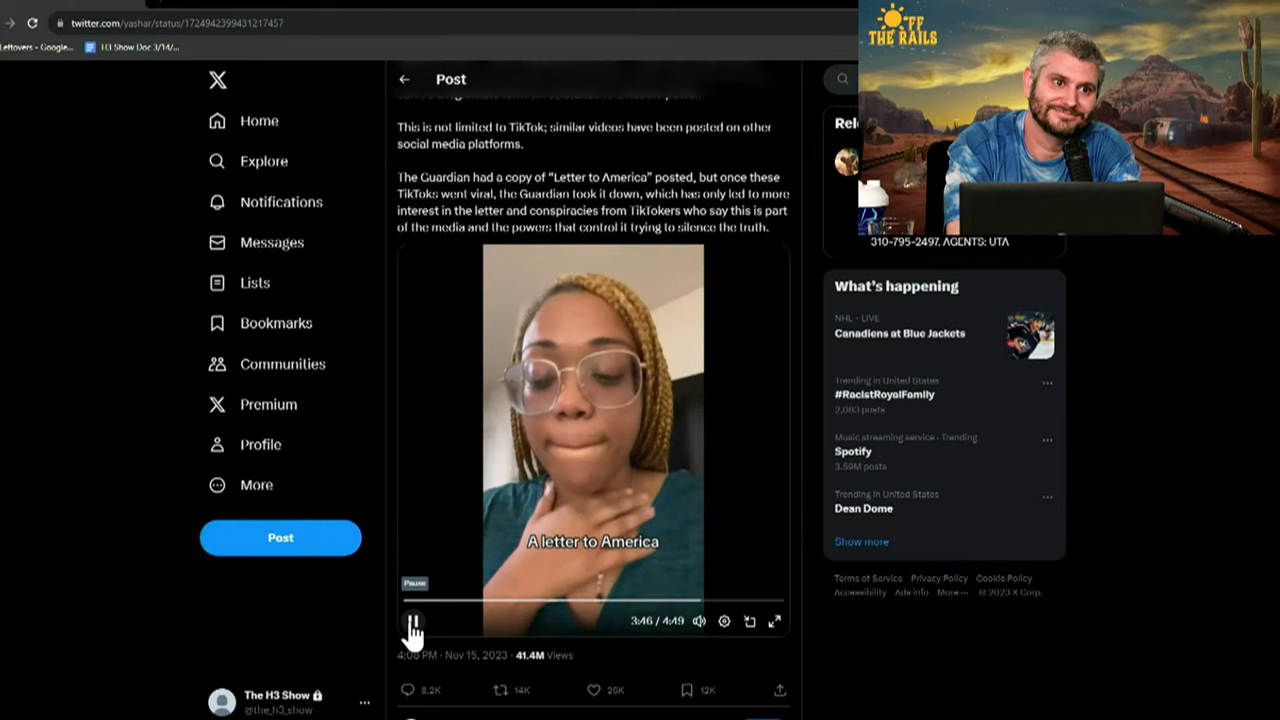 twitter.com/yashar/status/1724942399431217457
Leftovers - Google...
H3 Show Doc 3/14/...
OFF
THE RAILS
Home
Explore
Notifications
Messages
Lists
Bookmarks
Communities
Premium
Profile
More
Post
The H3 Show
@the_h3_show
Post
This is not limited to TikTok; similar videos have been posted on other
social media platforms.
The Guardian had a copy of “Letter to America” posted, but once these
TikToks went viral, the Guardian took it down, which has only led to more
interest in the letter and conspiracies from TikTokers who say this is part
of the media and the powers that control it trying to silence the truth.
A letter to America
Pause
3:46 / 4:49
4:08 PM · Nov 15, 2023 · 41.4M Views
8.2K
14K
26K
12K
Rel
310-795-2497. AGENTS: UTA
What’s happening
NHL · LIVE
Canadiens at Blue Jackets
Trending in United States
#RacistRoyalFamily
2,083 posts
Music streaming service · Trending
Spotify
3.59M posts
Trending in United States
Dean Dome
Show more
Terms of Service Privacy Policy Cookie Policy
Accessibility Ads info More ··· © 2023 X Corp.